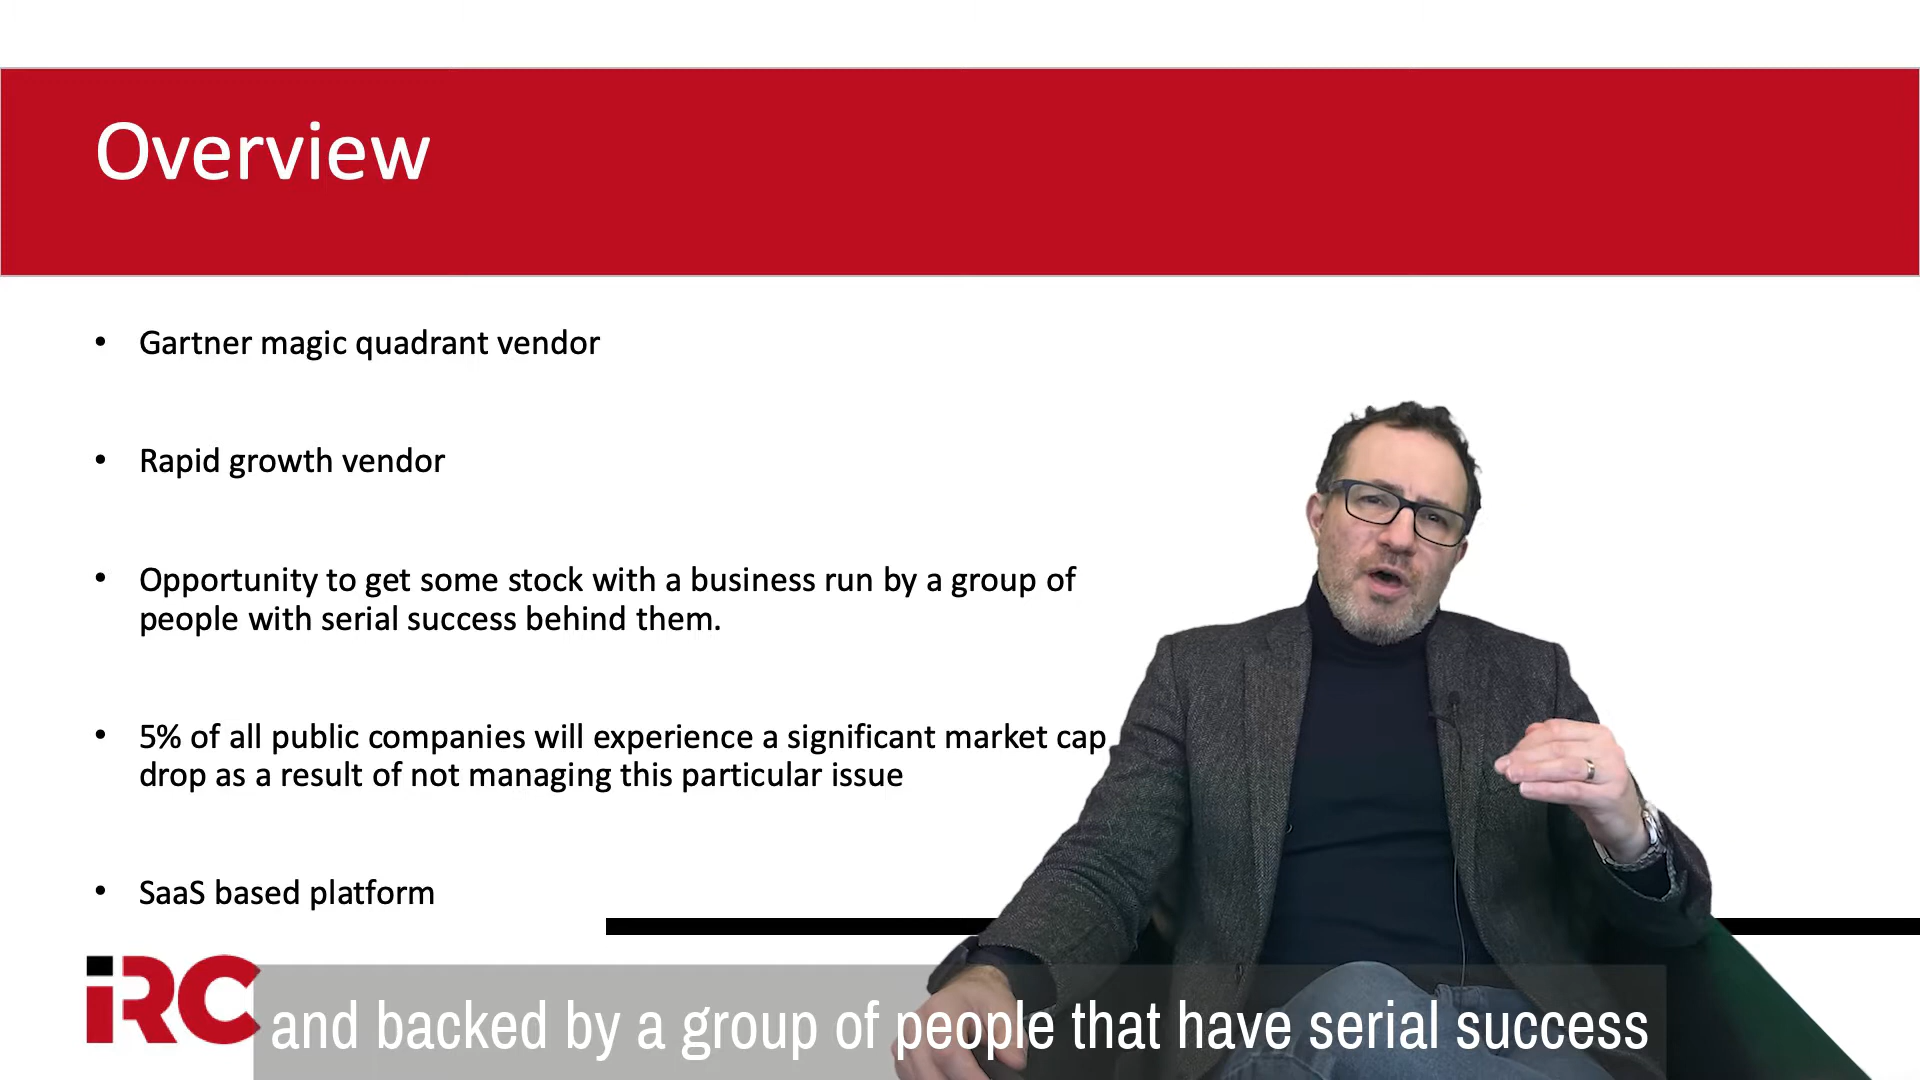 Overview
• Gartner magic quadrant vendor
• Rapid growth vendor
• Opportunity to get some stock with a business run by a group of
people with serial success behind them.
• 5% of all public companies will experience a significant market cap
drop as a result of not managing this particular issue
• SaaS based platform
iRC
and backed by a group of people that have serial success